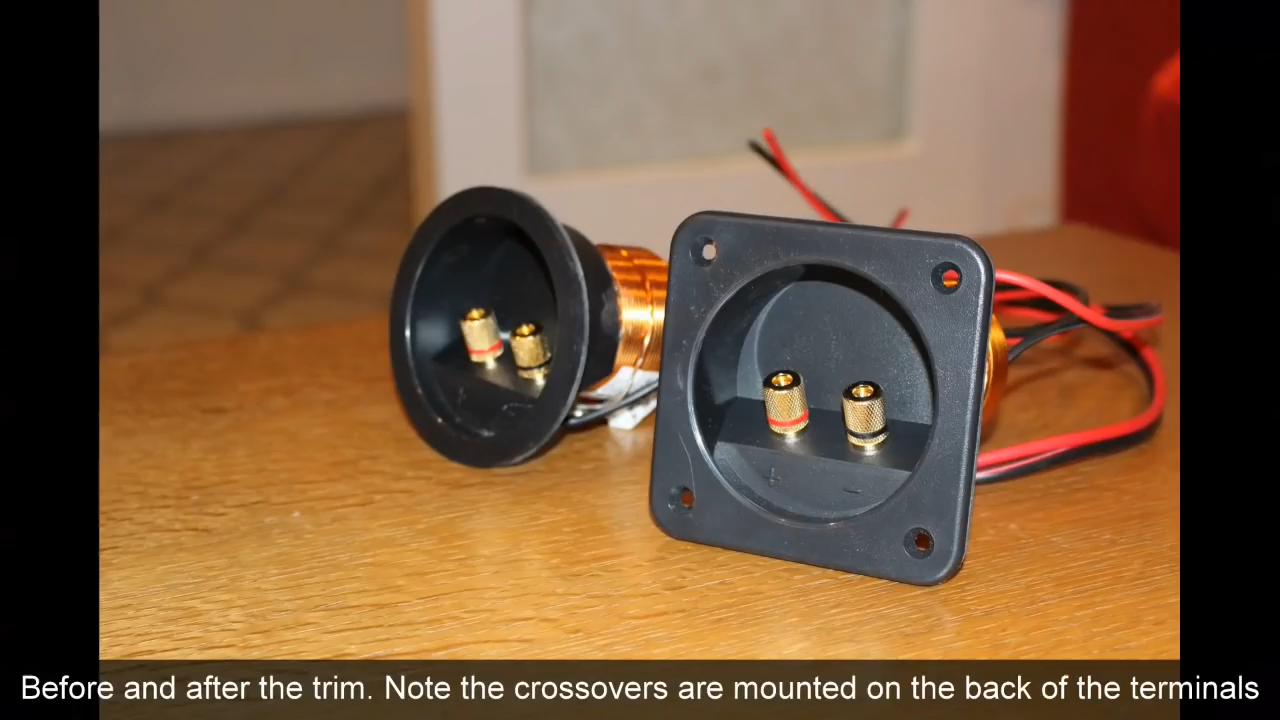 + -
Before and after the trim. Note the crossovers are mounted on the back of the terminals